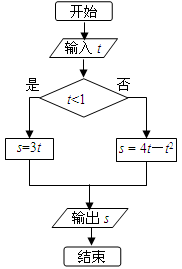 开始
输入 t
是
否
t<1
s=3t
s = 4t－t²
输出 s
结束